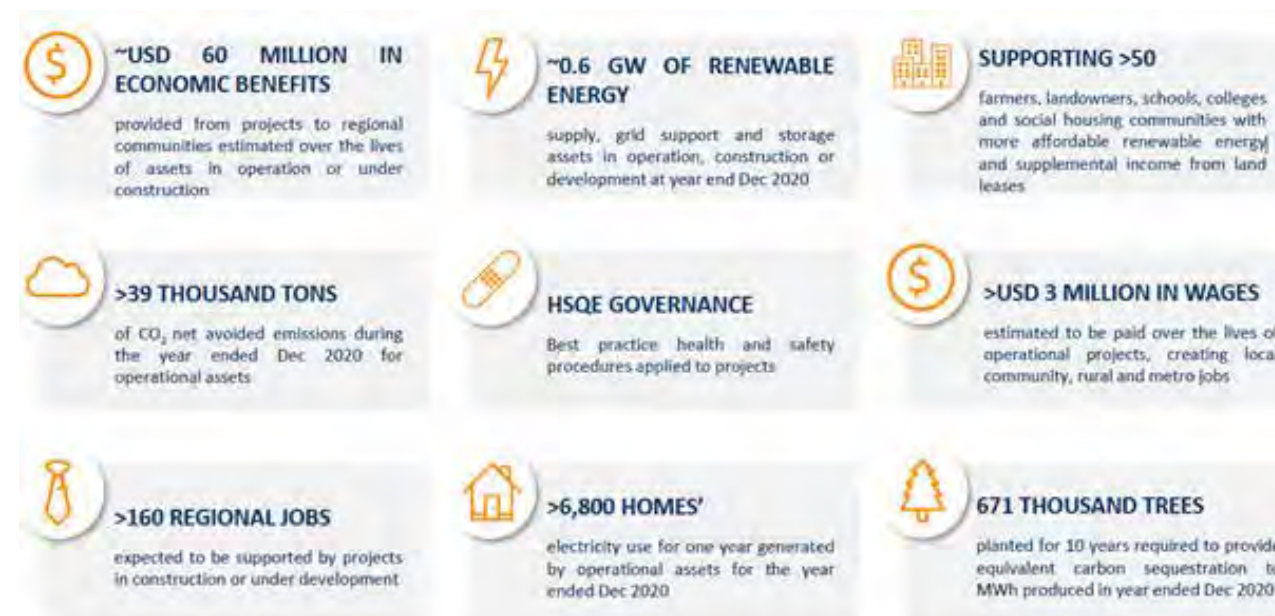 ~USD 60 MILLION IN
ECONOMIC BENEFITS
provided from projects to regional
communities estimated over the lives
of assets in operation or under
construction
~0.6 GW OF RENEWABLE
ENERGY
supply, grid support and storage
assets in operation, construction or
development at year end Dec 2020
SUPPORTING >50
farmers, landowners, schools, colleges
and social housing communities with
more affordable renewable energy
and supplemental income from land
leases
>39 THOUSAND TONS
of CO₂ net avoided emissions during
the year ended Dec 2020 for
operational assets
HSQE GOVERNANCE
Best practice health and safety
procedures applied to projects
>USD 3 MILLION IN WAGES
estimated to be paid over the lives of
operational projects, creating loca
community, rural and metro jobs
>160 REGIONAL JOBS
expected to be supported by projects
in construction or under development
>6,800 HOMES'
electricity use for one year generated
by operational assets for the year
ended Dec 2020
671 THOUSAND TREES
planted for 10 years required to provide
equivalent carbon sequestration to
MWh produced in year ended Dec 2020